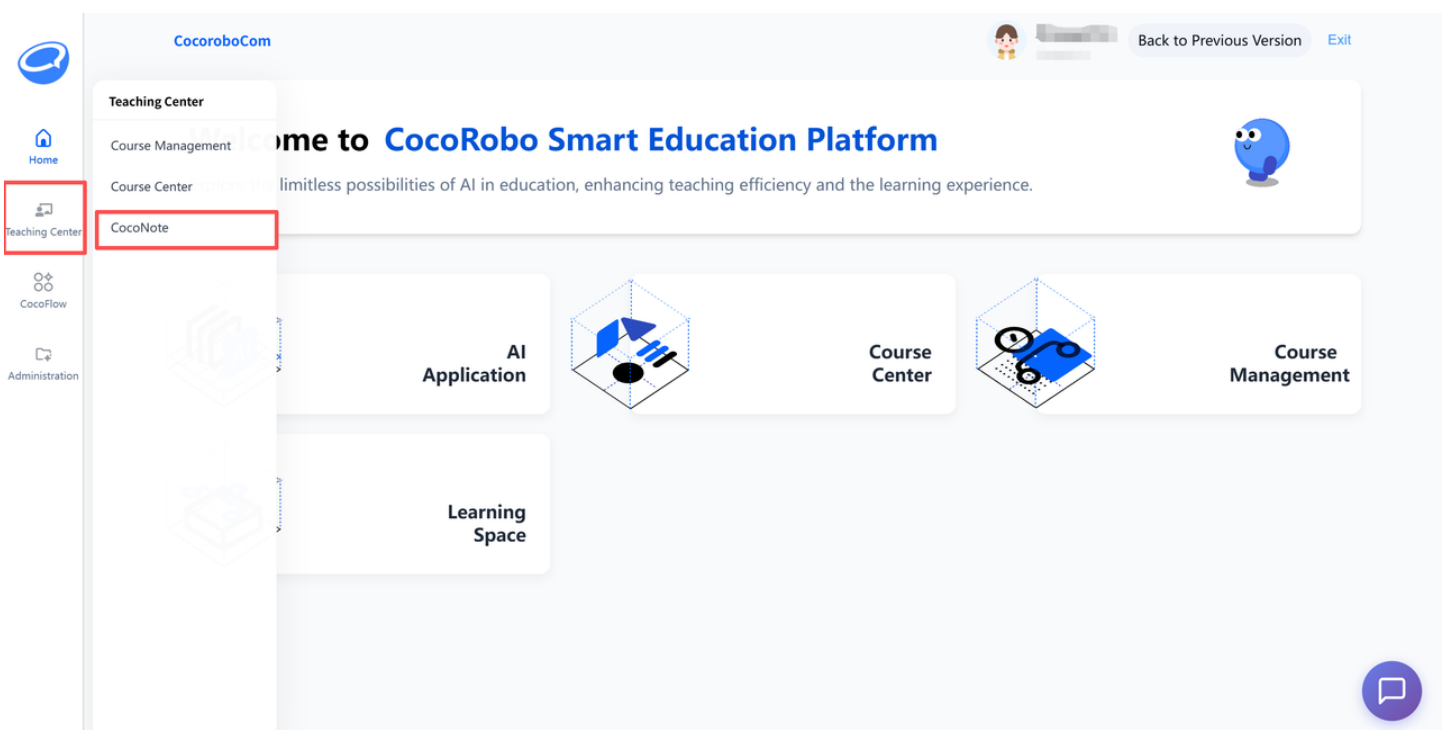 CocoroboCom
Back to Previous Version
Exit
Teaching Center
Course Management
Course Center
CocoNote
Home
Teaching Center
CocoFlow
Administration
Welcome to CocoRobo Smart Education Platform
limitless possibilities of AI in education, enhancing teaching efficiency and the learning experience.
AI
Application
Course
Center
Course
Management
Learning
Space